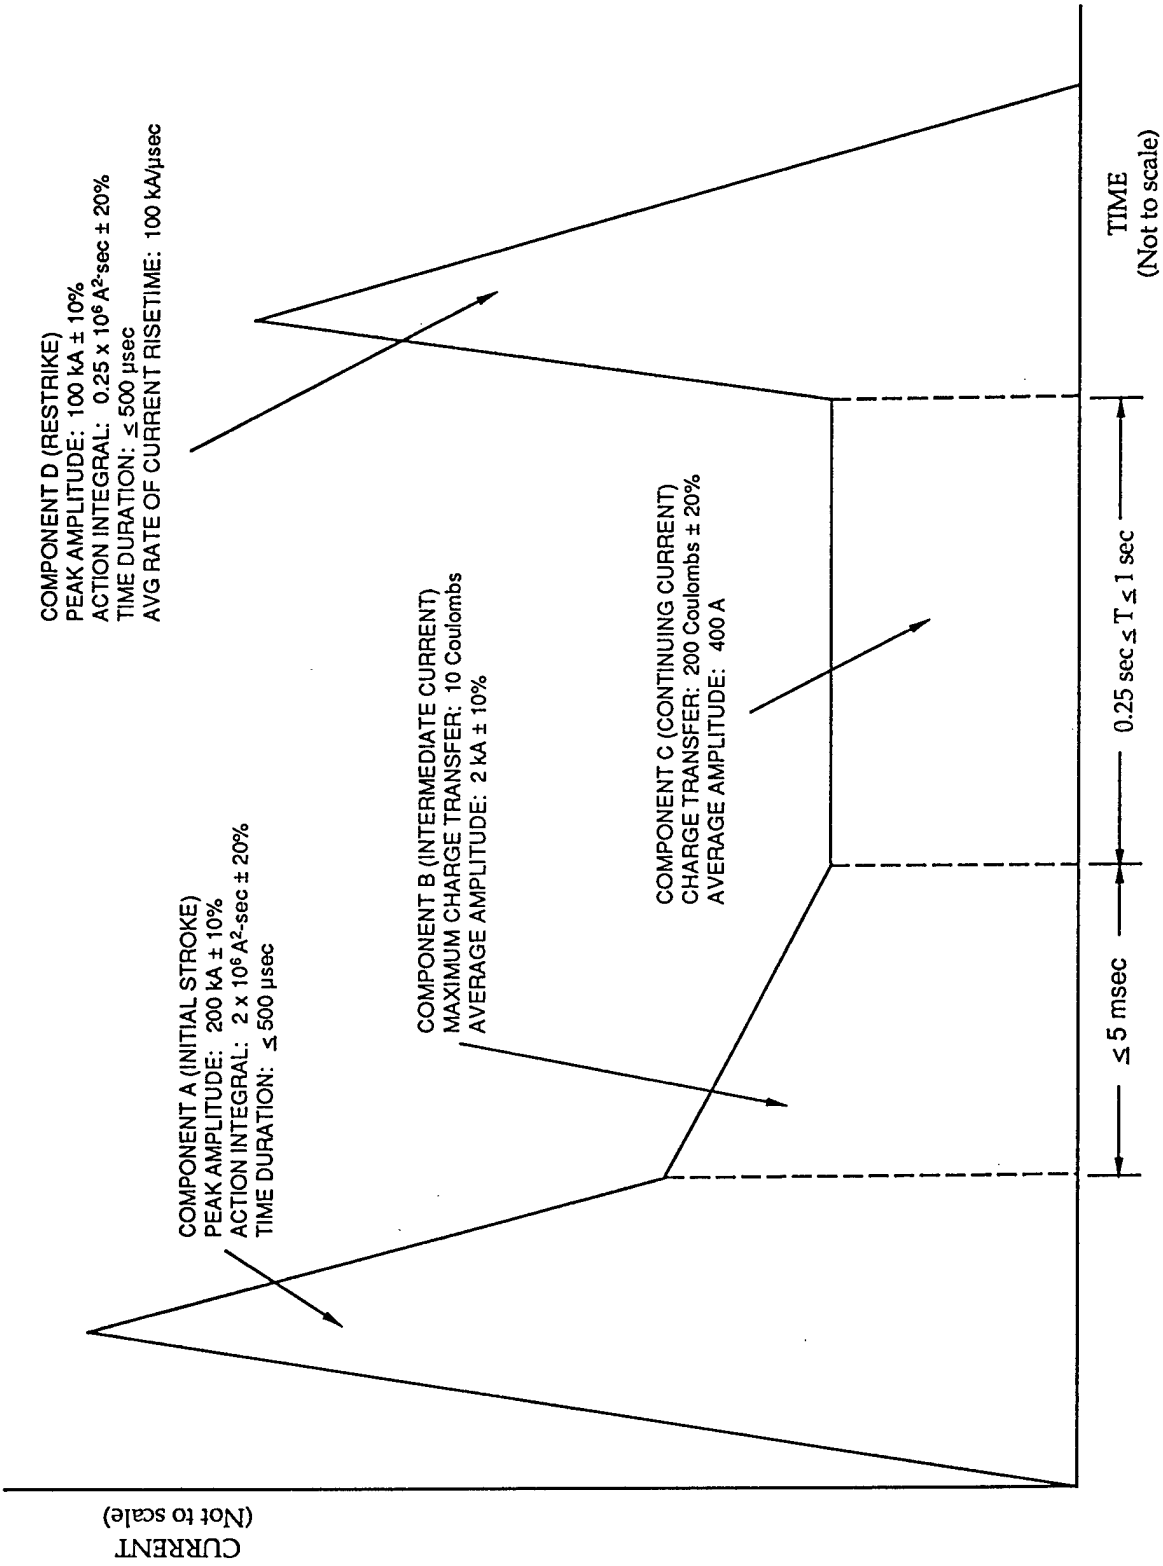 CURRENT
(Not to scale)
COMPONENT A (INITIAL STROKE)
PEAK AMPLITUDE: 200 kA ± 10%
ACTION INTEGRAL: 2 x 10⁶ A²-sec ± 20%
TIME DURATION: ≤ 500 µsec
COMPONENT B (INTERMEDIATE CURRENT)
MAXIMUM CHARGE TRANSFER: 10 Coulombs
AVERAGE AMPLITUDE: 2 kA ± 10%
COMPONENT C (CONTINUING CURRENT)
CHARGE TRANSFER: 200 Coulombs ± 20%
AVERAGE AMPLITUDE: 400 A
COMPONENT D (RESTRIKE)
PEAK AMPLITUDE: 100 kA ± 10%
ACTION INTEGRAL: 0.25 x 10⁶ A²-sec ± 20%
TIME DURATION: ≤ 500 µsec
AVG RATE OF CURRENT RISETIME: 100 kA/µsec
≤ 5 msec
0.25 sec ≤ T ≤ 1 sec
TIME
(Not to scale)